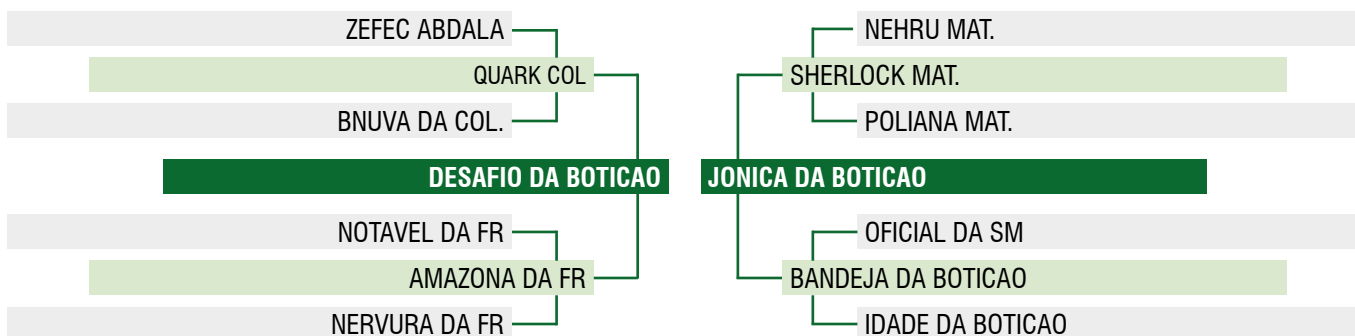 ZEFEC ABDALA
QUARK COL
BNUVA DA COL.
DESAFIO DA BOTICAO
NOTAVEL DA FR
AMAZONA DA FR
NERVURA DA FR
NEHRU MAT.
SHERLOCK MAT.
POLIANA MAT.
JONICA DA BOTICAO
OFICIAL DA SM
BANDEJA DA BOTICAO
IDADE DA BOTICAO